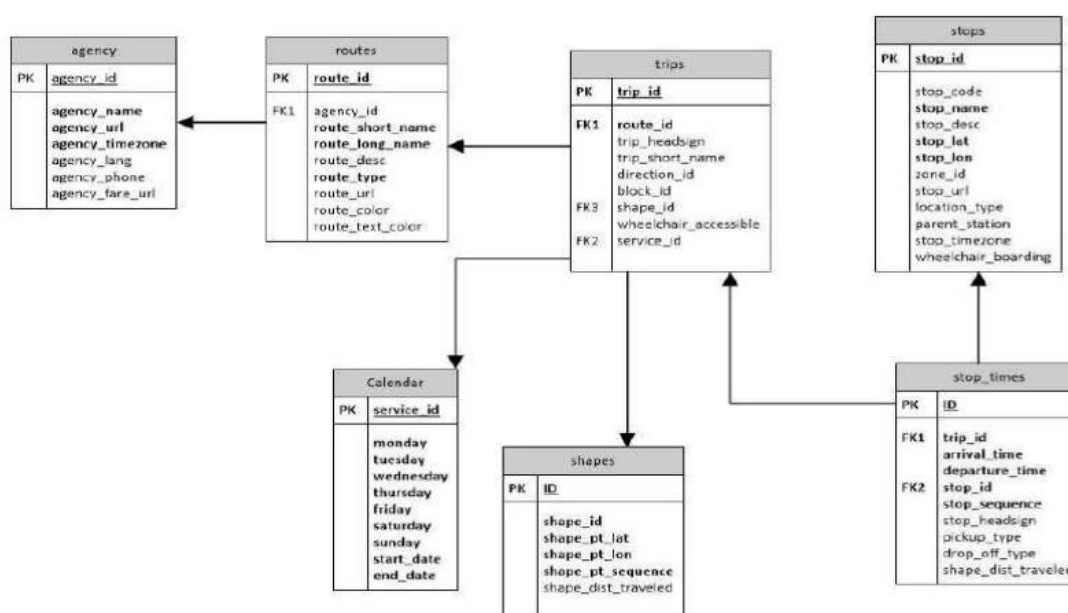 agency
PK agency_id
agency_name
agency_url
agency_timezone
agency_lang
agency_phone
agency_fare_url
routes
PK route_id
FK1 agency_id
route_short_name
route_long_name
route_desc
route_type
route_url
route_color
route_text_color
trips
PK trip_id
FK1 route_id
trip_headsign
trip_short_name
direction_id
block_id
FK3 shape_id
wheelchair_accessible
FK2 service_id
stops
PK stop_id
stop_code
stop_name
stop_desc
stop_lat
stop_lon
zone_id
stop_url
location_type
parent_station
stop_timezone
wheelchair_boarding
Calendar
PK service_id
monday
tuesday
wednesday
thursday
friday
saturday
sunday
start_date
end_date
shapes
PK ID
shape_id
shape_pt_lat
shape_pt_lon
shape_pt_sequence
shape_dist_traveled
stop_times
PK ID
FK1 trip_id
arrival_time
departure_time
FK2 stop_id
stop_sequence
stop_headsign
pickup_type
drop_off_type
shape_dist_traveled